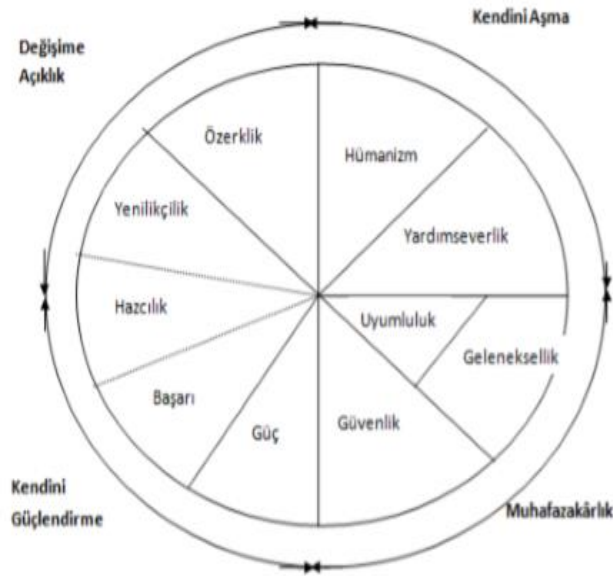 Kendini Aşma
Değişime
Açıklık
Özerklik
Hümanizm
Yenilikçilik
Yardımseverlik
Hazcılık
Uyumluluk
Geleneksellik
Başarı
Güç
Güvenlik
Kendini
Güçlendirme
Muhafazakârlık